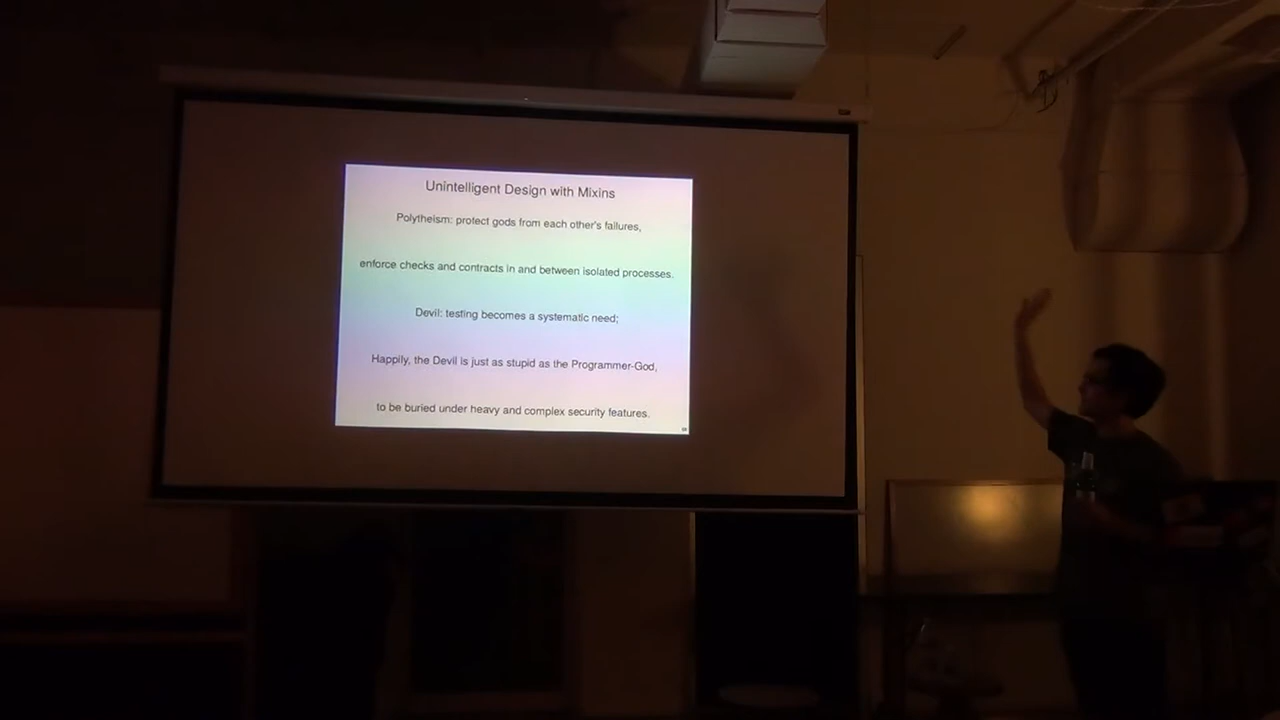 Unintelligent Design with Mixins
Polytheism: protect gods from each other's failures,
enforce checks and contracts in and between isolated processes.
Devil: testing becomes a systematic need;
Happily, the Devil is just as stupid as the Programmer-God,
to be buried under heavy and complex security features.